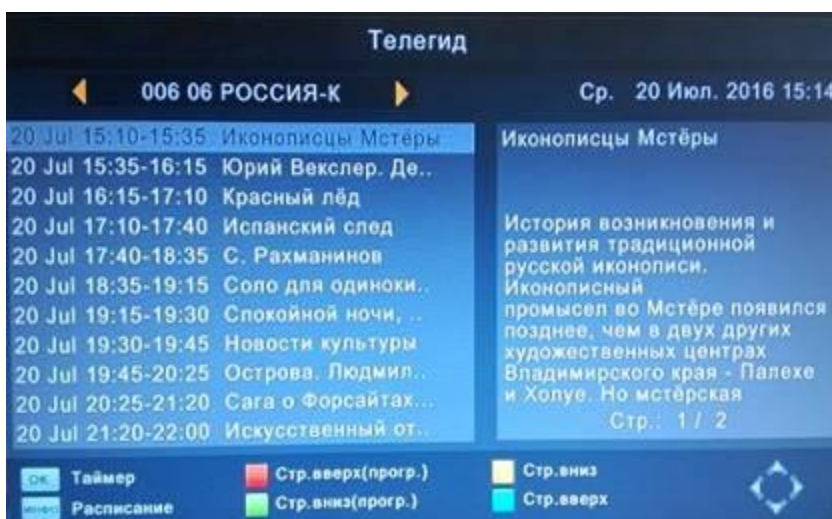 Телегид
006 06 РОССИЯ-К
Ср. 20 Июл. 2016 15:14
20 Jul 15:10-15:35 Иконописцы Мстёры
20 Jul 15:35-16:15 Юрий Векслер. Де..
20 Jul 16:15-17:10 Красный лёд
20 Jul 17:10-17:40 Испанский след
20 Jul 17:40-18:35 С. Рахманинов
20 Jul 18:35-19:15 Соло для одиноки..
20 Jul 19:15-19:30 Спокойной ночи, ..
20 Jul 19:30-19:45 Новости культуры
20 Jul 19:45-20:25 Острова. Людмил..
20 Jul 20:25-21:20 Сага о Форсайтах...
20 Jul 21:20-22:00 Искусственный от..
Иконописцы Мстёры
История возникновения и
развития традиционной
русской иконописи.
Иконописный
промысел во Мстёре появился
позднее, чем в двух других
художественных центрах
Владимирского края - Палехе
и Холуе. Но мстёрская
Стр.: 1/ 2
OK Таймер
Стр.вверх(прогр.)
Стр.вниз
Расписание
Стр.вниз(прогр.)
Стр.вверх